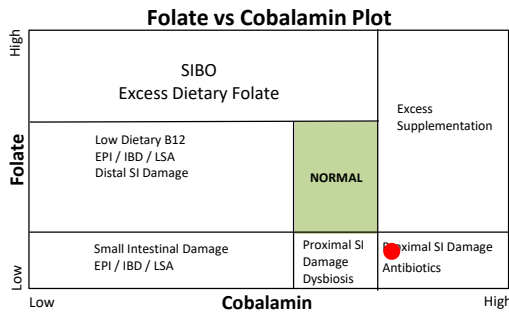 Folate vs Cobalamin Plot
High
SIBO
Excess Dietary Folate
Excess
Supplementation
Folate
Low Dietary B12
EPI / IBD / LSA
Distal SI Damage
NORMAL
Small Intestinal Damage
EPI / IBD / LSA
Proximal SI
Damage
Dysbiosis
Proximal SI Damage
Antibiotics
Low
Low
Cobalamin
High